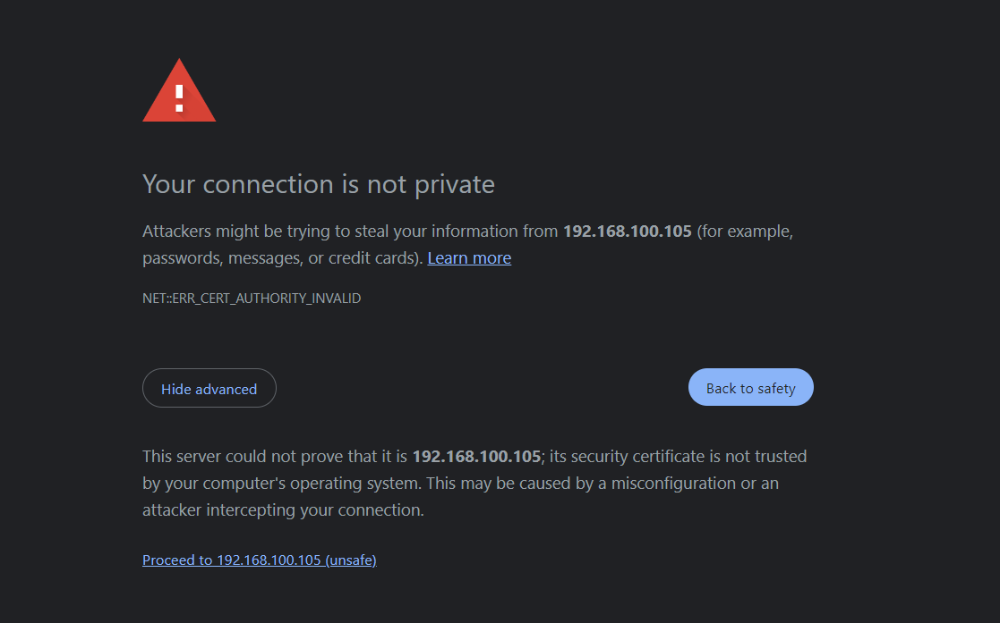 Your connection is not private
Attackers might be trying to steal your information from 192.168.100.105 (for example,
passwords, messages, or credit cards). Learn more
NET::ERR_CERT_AUTHORITY_INVALID
Hide advanced
Back to safety
This server could not prove that it is 192.168.100.105; its security certificate is not trusted
by your computer's operating system. This may be caused by a misconfiguration or an
attacker intercepting your connection.
Proceed to 192.168.100.105 (unsafe)